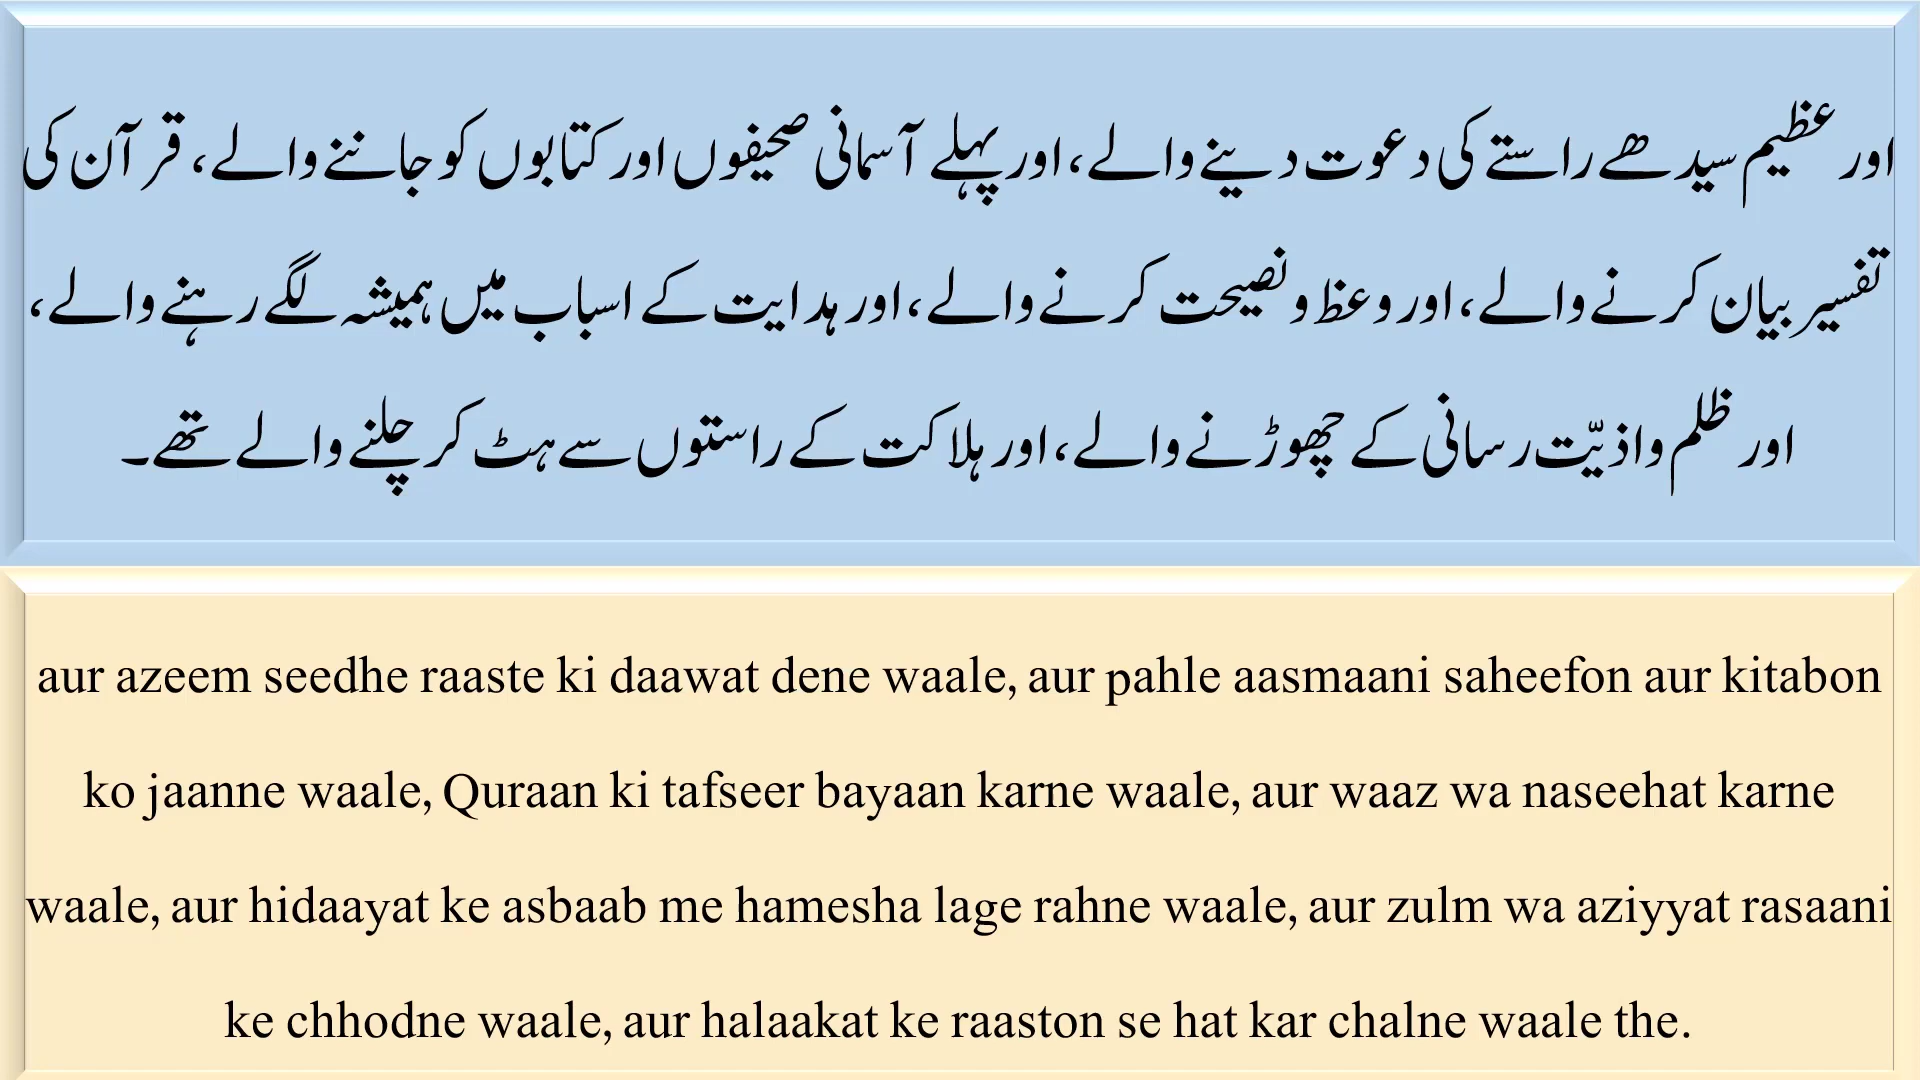 اور عظیم سیدھے راستے کی دعوت دینے والے، اور پہلے آسمانی صحیفوں اور کتابوں کو جاننے والے، قرآن کی
تفسیر بیان کرنے والے، اور وعظ و نصیحت کرنے والے، اور ہدایت کے اسباب میں ہمیشہ لگے رہنے والے،
اور ظلم و اذیّت رسانی کے چھوڑنے والے، اور ہلاکت کے راستوں سے ہٹ کر چلنے والے تھے۔
aur azeem seedhe raaste ki daawat dene waale, aur pahle aasmaani saheefon aur kitabon
ko jaanne waale, Quraan ki tafseer bayaan karne waale, aur waaz wa naseehat karne
waale, aur hidaayat ke asbaab me hamesha lage rahne waale, aur zulm wa aziyyat rasaani
ke chhodne waale, aur halaakat ke raaston se hat kar chalne waale the.